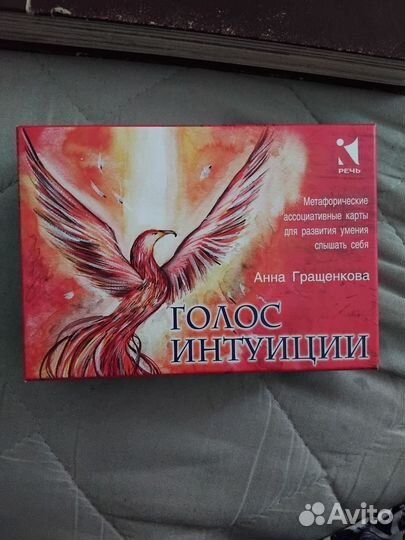 РЕЧЬ
Метафорические
ассоциативные карты
для развития умения
слышать себя
Анна Гращенкова
ГОЛОС
ИНТУИЦИИ
Avito